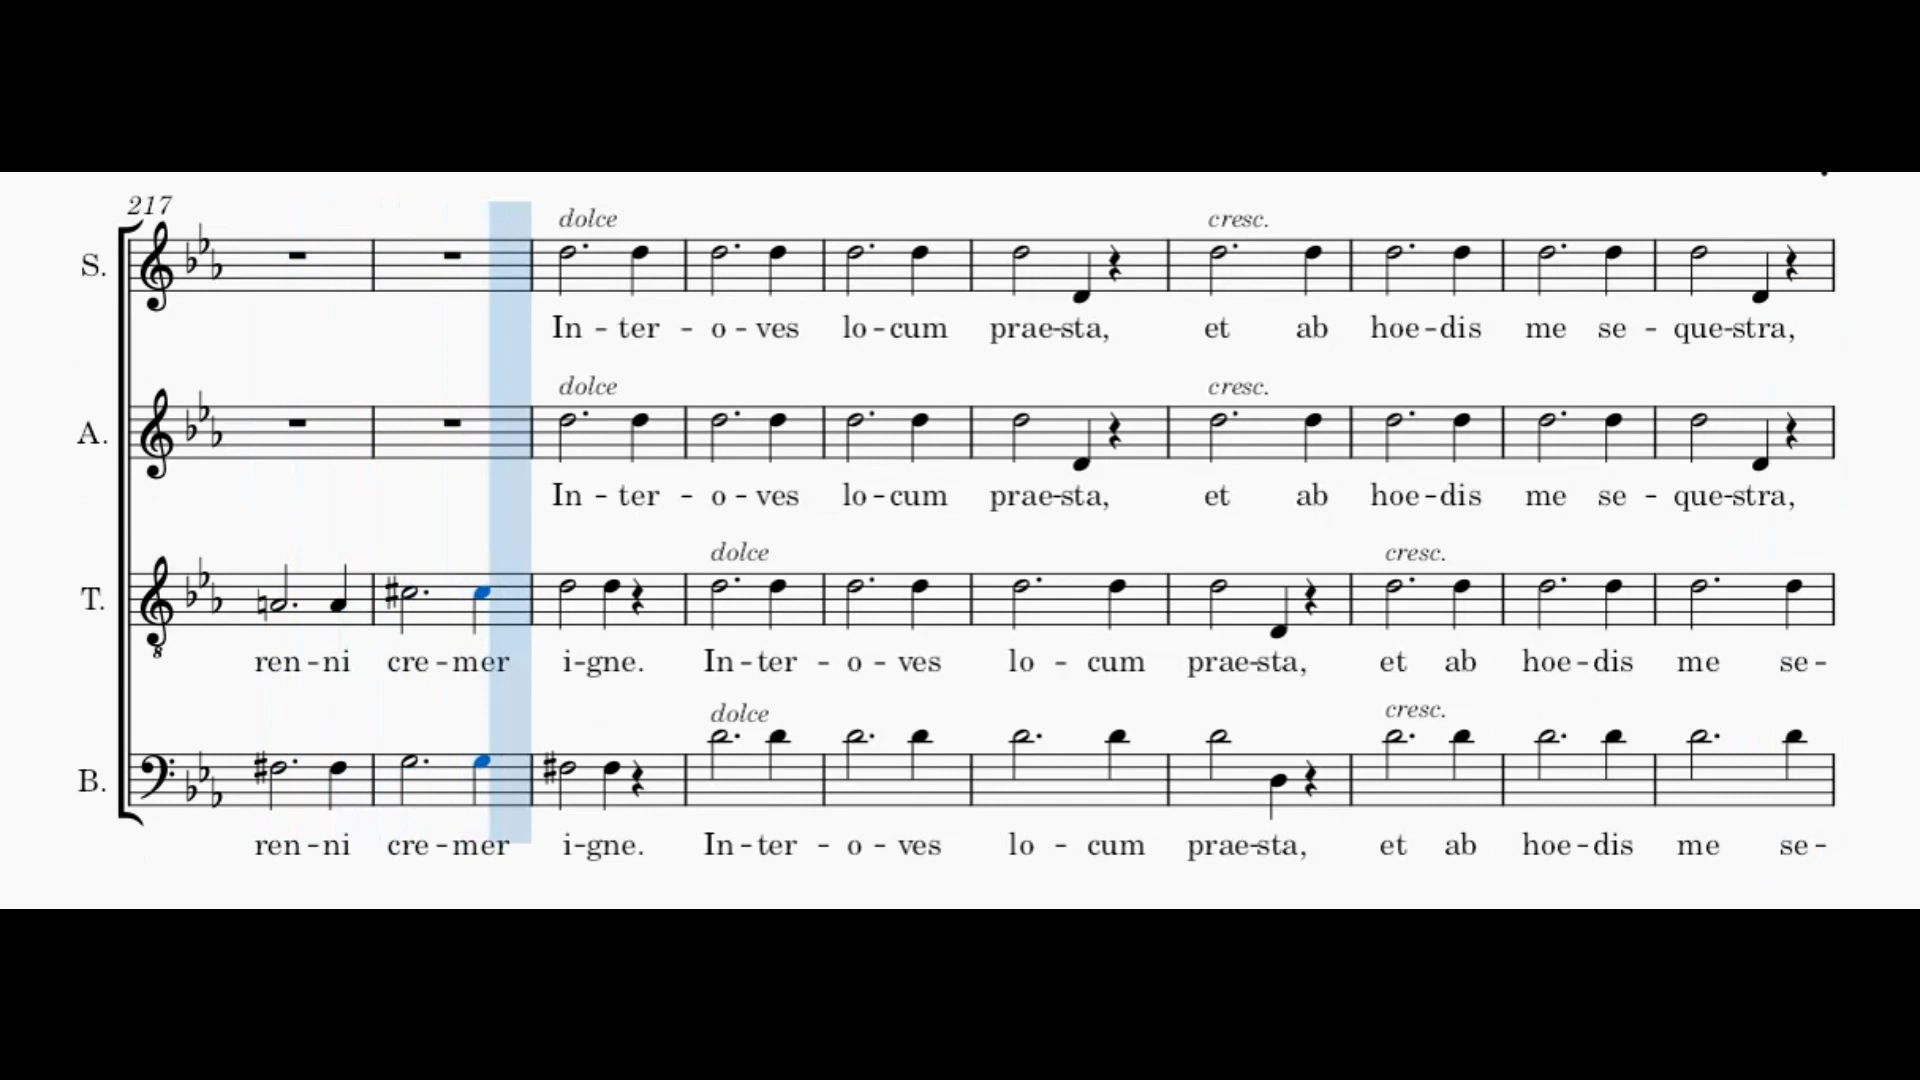 217
dolce cresc.
S.
In - ter - o - ves lo - cum prae-sta, et ab hoe - dis me se - que-stra,
dolce cresc.
A.
In - ter - o - ves lo - cum prae-sta, et ab hoe - dis me se - que-stra,
dolce cresc.
T.
8
ren - ni cre - mer i-gne. In - ter - o - ves lo - cum prae-sta, et ab hoe - dis me se -
dolce cresc.
B.
ren - ni cre - mer i-gne. In - ter - o - ves lo - cum prae-sta, et ab hoe - dis me se -